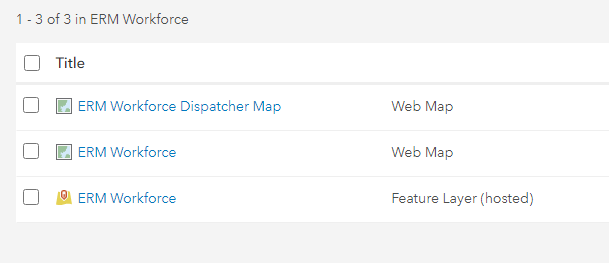 1 - 3 of 3 in ERM Workforce
Title
ERM Workforce Dispatcher Map Web Map
ERM Workforce Web Map
ERM Workforce Feature Layer (hosted)